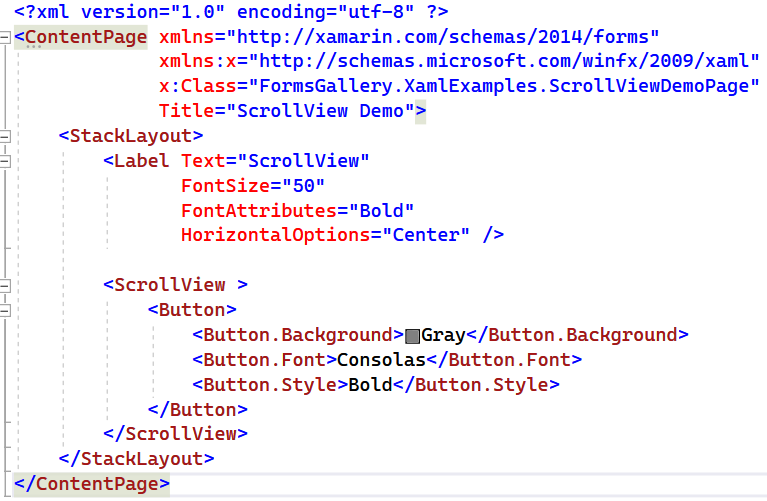 <?xml version="1.0" encoding="utf-8" ?>
<ContentPage xmlns="http://xamarin.com/schemas/2014/forms"
             xmlns:x="http://schemas.microsoft.com/winfx/2009/xaml"
             x:Class="FormsGallery.XamlExamples.ScrollViewDemoPage"
             Title="ScrollView Demo">
    <StackLayout>
        <Label Text="ScrollView"
               FontSize="50"
               FontAttributes="Bold"
               HorizontalOptions="Center" />

        <ScrollView >
            <Button>
                <Button.Background>Gray</Button.Background>
                <Button.Font>Consolas</Button.Font>
                <Button.Style>Bold</Button.Style>
            </Button>
        </ScrollView>
    </StackLayout>
</ContentPage>